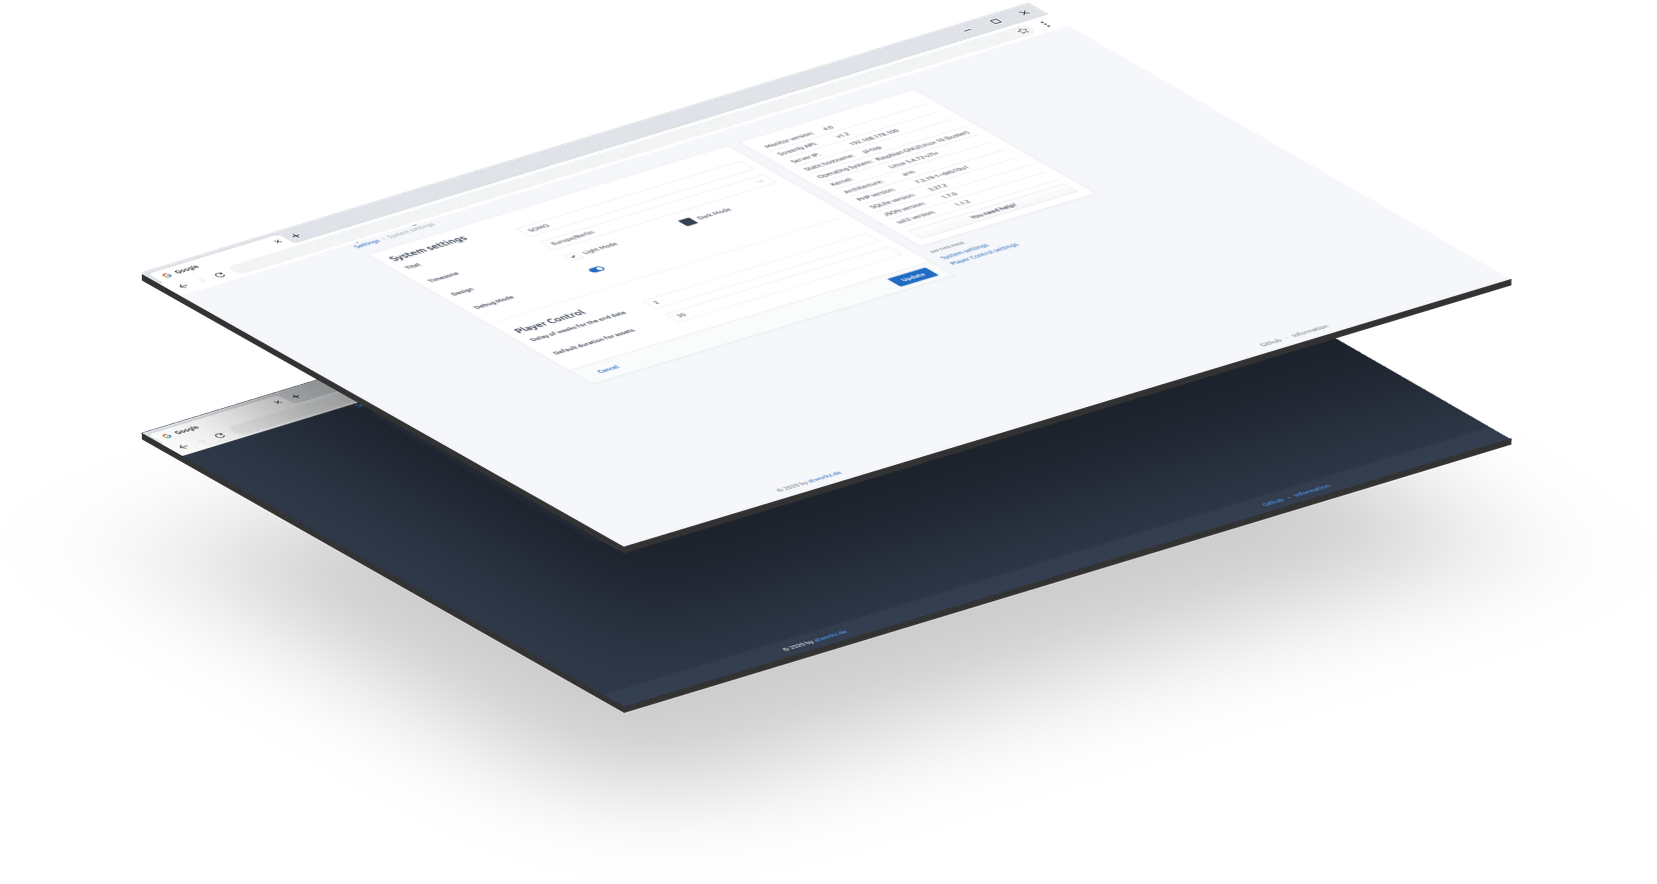 Google
Settings - System settings
System settings
Titel
SOMO
Timezone
Europe/Berlin
Design
Light Mode
Dark Mode
Debug Mode
Player Control
Delay of weeks for the end date
2
Default duration for assets
30
Cancel
Update
Monitor version: 4.0
Screenly API: v1.2
Server IP: 192.168.178.100
Static hostname:
Operating System: Raspbian GNU/Linux 10 (buster)
Kernel: Linux 5.4.72-v7l+
Architecture: arm
PHP version: 7.3.19-1~deb10u1
SQLite version: 3.27.2
JSON version: 1.7.0
version: 1.1.2
You need help?
ON THIS PAGE
System settings
Player Control settings
© 2020 by atworkz.de
Github - Information
Google
© 2020 by atworkz.de
Github - Information